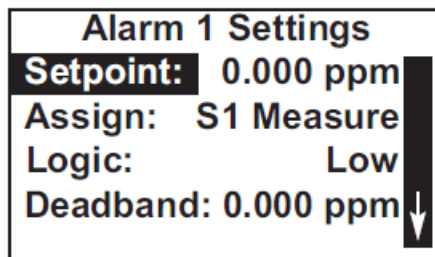 Alarm 1 Settings
Setpoint: 0.000 ppm
Assign: S1 Measure
Logic: Low
Deadband: 0.000 ppm